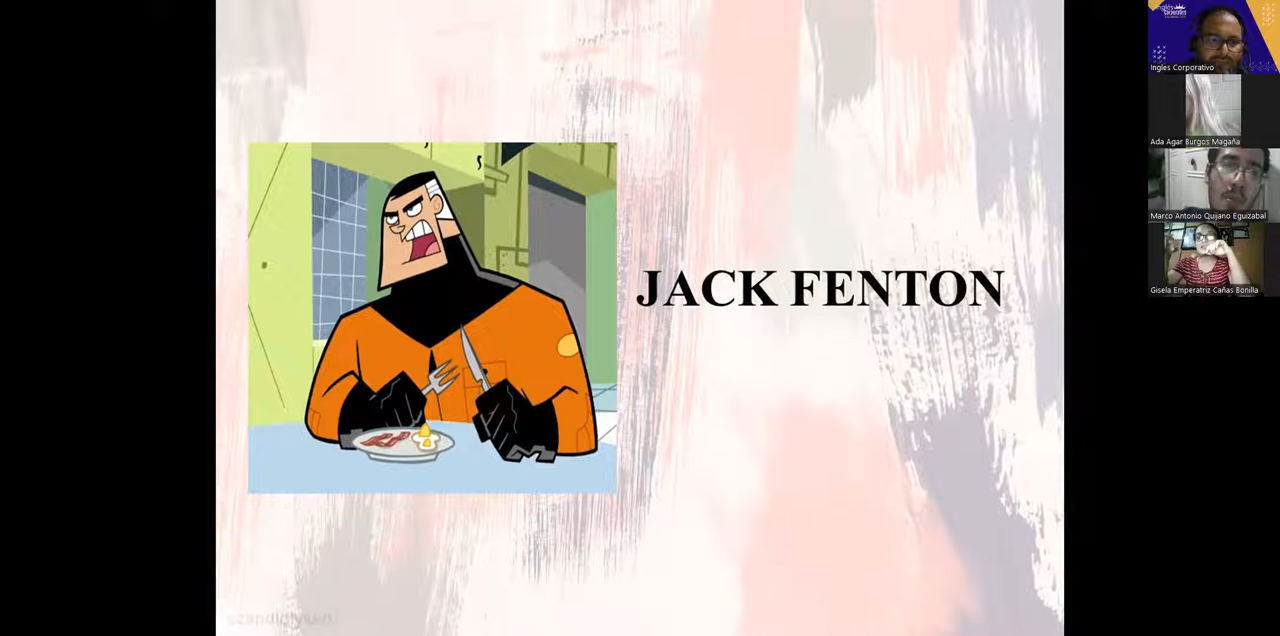 JACK FENTON
Ingles Corporativo
Ada Agar Burgos Magaña
Marco Antonio Quijano Eguizabal
Gisela Emperatriz Cañas Bonilla